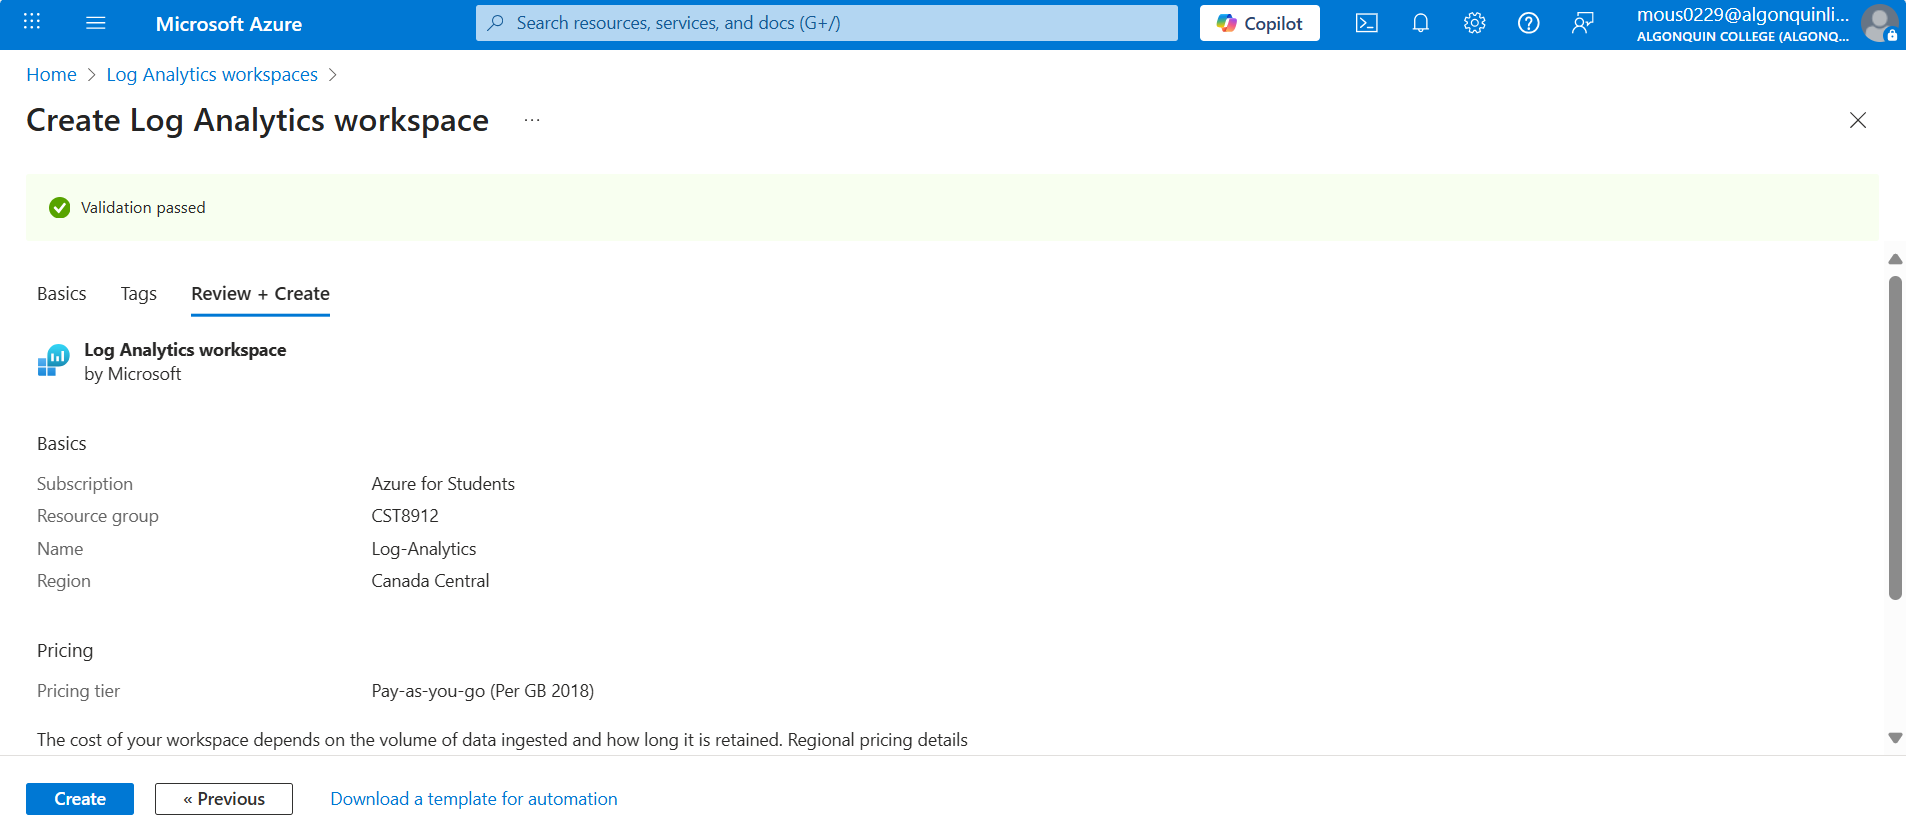 Microsoft Azure
Search resources, services, and docs (G+/)
Copilot
mous0229@algonquinli...
ALGONQUIN COLLEGE (ALGONQ...
Home > Log Analytics workspaces >
Create Log Analytics workspace ...
Validation passed
Basics Tags Review + Create
Log Analytics workspace
by Microsoft
Basics
Subscription Azure for Students
Resource group CST8912
Name Log-Analytics
Region Canada Central
Pricing
Pricing tier Pay-as-you-go (Per GB 2018)
The cost of your workspace depends on the volume of data ingested and how long it is retained. Regional pricing details
Create « Previous Download a template for automation